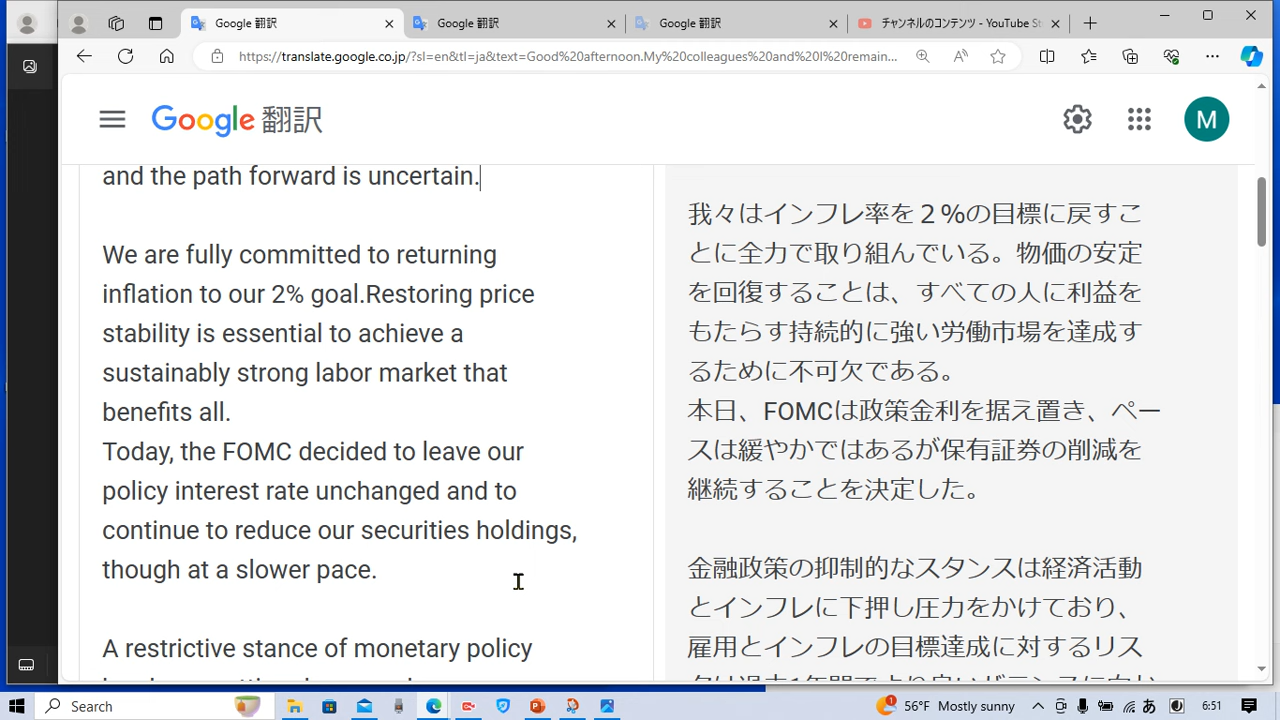 Google 翻訳
Google 翻訳
Google 翻訳
チャンネルのコンテンツ - YouTube St
https://translate.google.co.jp/?sl=en&tl=ja&text=Good%20afternoon.My%20colleagues%20and%20I%20remain...
Google 翻訳
M
and the path forward is uncertain.
We are fully committed to returning
inflation to our 2% goal.Restoring price
stability is essential to achieve a
sustainably strong labor market that
benefits all.
Today, the FOMC decided to leave our
policy interest rate unchanged and to
continue to reduce our securities holdings,
though at a slower pace.
A restrictive stance of monetary policy
我々はインフレ率を２%の目標に戻すこ
とに全力で取り組んでいる。物価の安定
を回復することは、すべての人に利益を
もたらす持続的に強い労働市場を達成す
るために不可欠である。
本日、FOMCは政策金利を据え置き、ペー
スは緩やかではあるが保有証券の削減を
継続することを決定した。
金融政策の抑制的なスタンスは経済活動
とインフレに下押し圧力をかけており、
雇用とインフレの目標達成に対するリス
Search
1
56°F Mostly sunny
あ
6:51